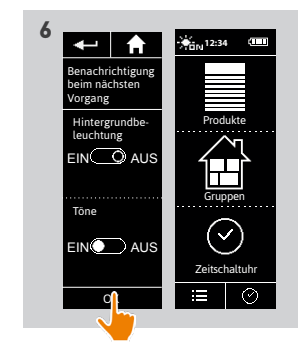 6
Benachrichtigung
beim nächsten
Vorgang
Hintergrundbe-
leuchtung
EIN AUS
Töne
EIN AUS
ON 12:34
Produkte
Gruppen
Zeitschaltuhr